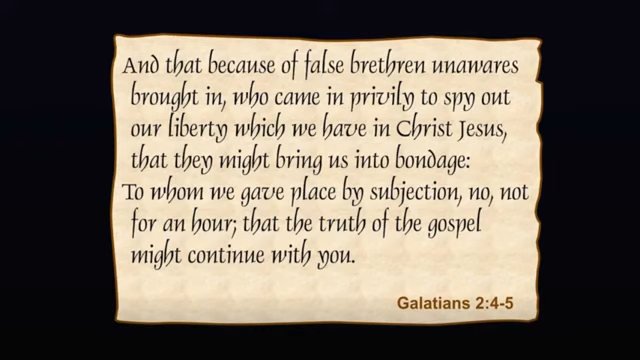 And that because of false brethren unawares
brought in, who came in privily to spy out
our liberty which we have in Christ Jesus,
that they might bring us into bondage:
To whom we gave place by subjection, no, not
for an hour; that the truth of the gospel
might continue with you.
Galatians 2:4-5